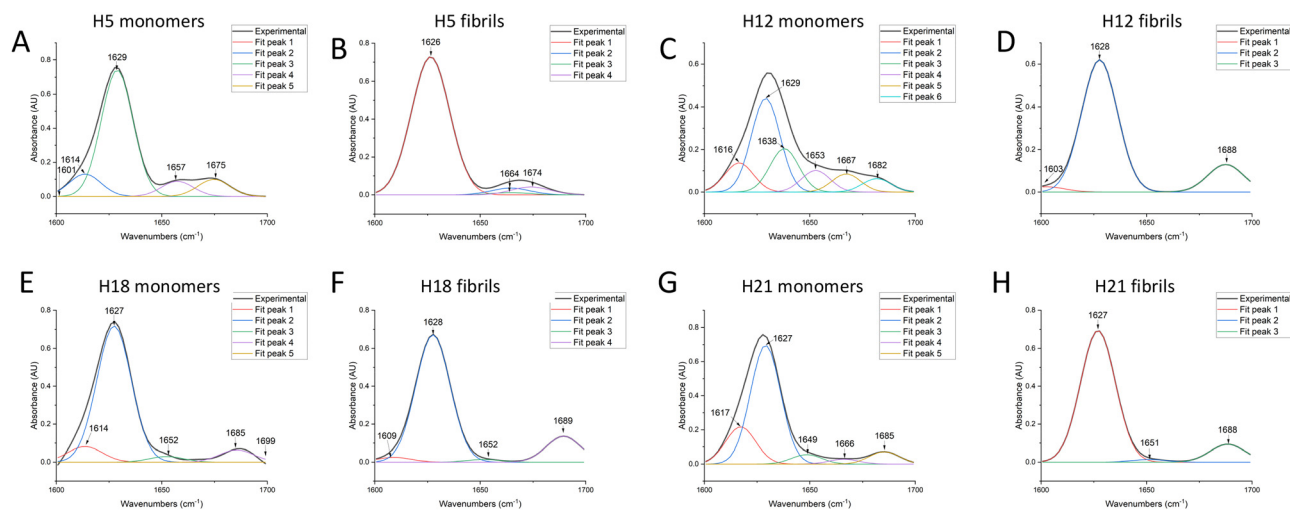 H5 monomers
A
Experimental
Fit peak 1
Fit peak 2
Fit peak 3
Fit peak 4
Fit peak 5
1629
1614
1601
1657
1675
0.8
0.6
0.4
0.2
0.0
Absorbance (AU)
1600
1650
1700
Wavenumbers (cm⁻¹)
H5 fibrils
B
Experimental
Fit peak 1
Fit peak 2
Fit peak 3
Fit peak 4
1626
1664
1674
0.8
0.6
0.4
0.2
0.0
Absorbance (AU)
1600
1650
1700
Wavenumbers (cm⁻¹)
H12 monomers
C
Experimental
Fit peak 1
Fit peak 2
Fit peak 3
Fit peak 4
Fit peak 5
Fit peak 6
1629
1616
1638
1653
1667
1682
0.8
0.6
0.4
0.2
0.0
Absorbance (AU)
1600
1650
1700
Wavenumbers (cm⁻¹)
H12 fibrils
D
Experimental
Fit peak 1
Fit peak 2
Fit peak 3
1628
1603
1688
0.8
0.6
0.4
0.2
0.0
Absorbance (AU)
1600
1650
1700
Wavenumbers (cm⁻¹)
H18 monomers
E
Experimental
Fit peak 1
Fit peak 2
Fit peak 3
Fit peak 4
Fit peak 5
1627
1614
1652
1685
1699
0.8
0.6
0.4
0.2
0.0
Absorbance (AU)
1600
1650
1700
Wavenumbers (cm⁻¹)
H18 fibrils
F
Experimental
Fit peak 1
Fit peak 2
Fit peak 3
Fit peak 4
1628
1609
1652
1689
0.8
0.6
0.4
0.2
0.0
Absorbance (AU)
1600
1650
1700
Wavenumbers (cm⁻¹)
H21 monomers
G
Experimental
Fit peak 1
Fit peak 2
Fit peak 3
Fit peak 4
Fit peak 5
1627
1617
1649
1666
1685
0.8
0.6
0.4
0.2
0.0
Absorbance (AU)
1600
1650
1700
Wavenumbers (cm⁻¹)
H21 fibrils
H
Experimental
Fit peak 1
Fit peak 2
Fit peak 3
1627
1651
1688
0.8
0.6
0.4
0.2
0.0
Absorbance (AU)
1600
1650
1700
Wavenumbers (cm⁻¹)